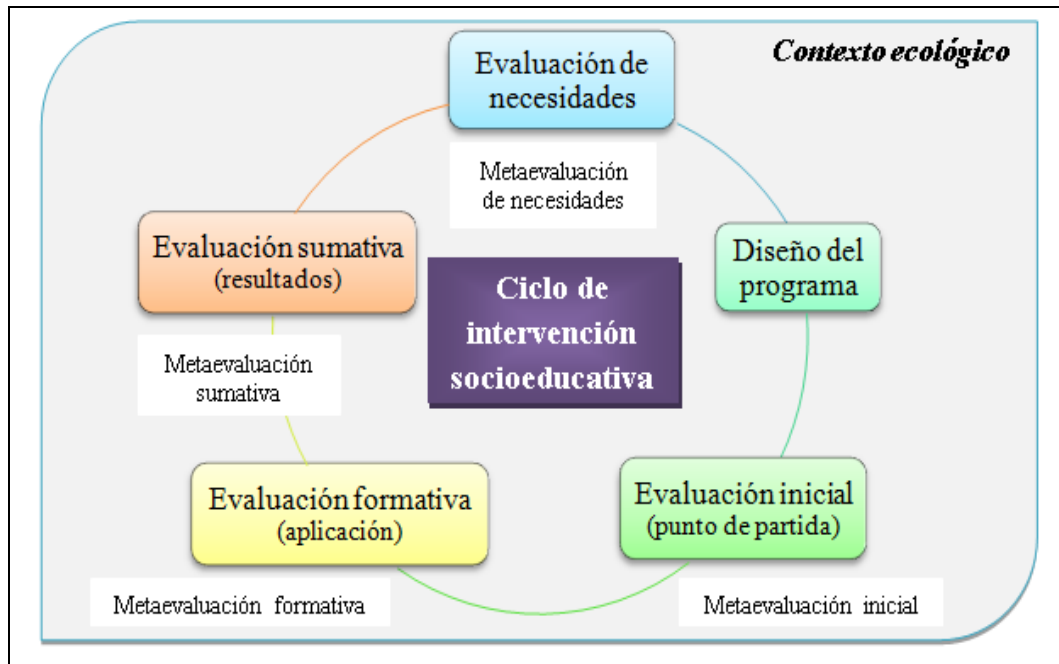 Contexto ecológico
Evaluación de
necesidades
Metaevaluación
de necesidades
Diseño del
programa
Evaluación sumativa
(resultados)
Ciclo de
intervención
socioeducativa
Metaevaluación
sumativa
Evaluación formativa
(aplicación)
Evaluación inicial
(punto de partida)
Metaevaluación formativa
Metaevaluación inicial